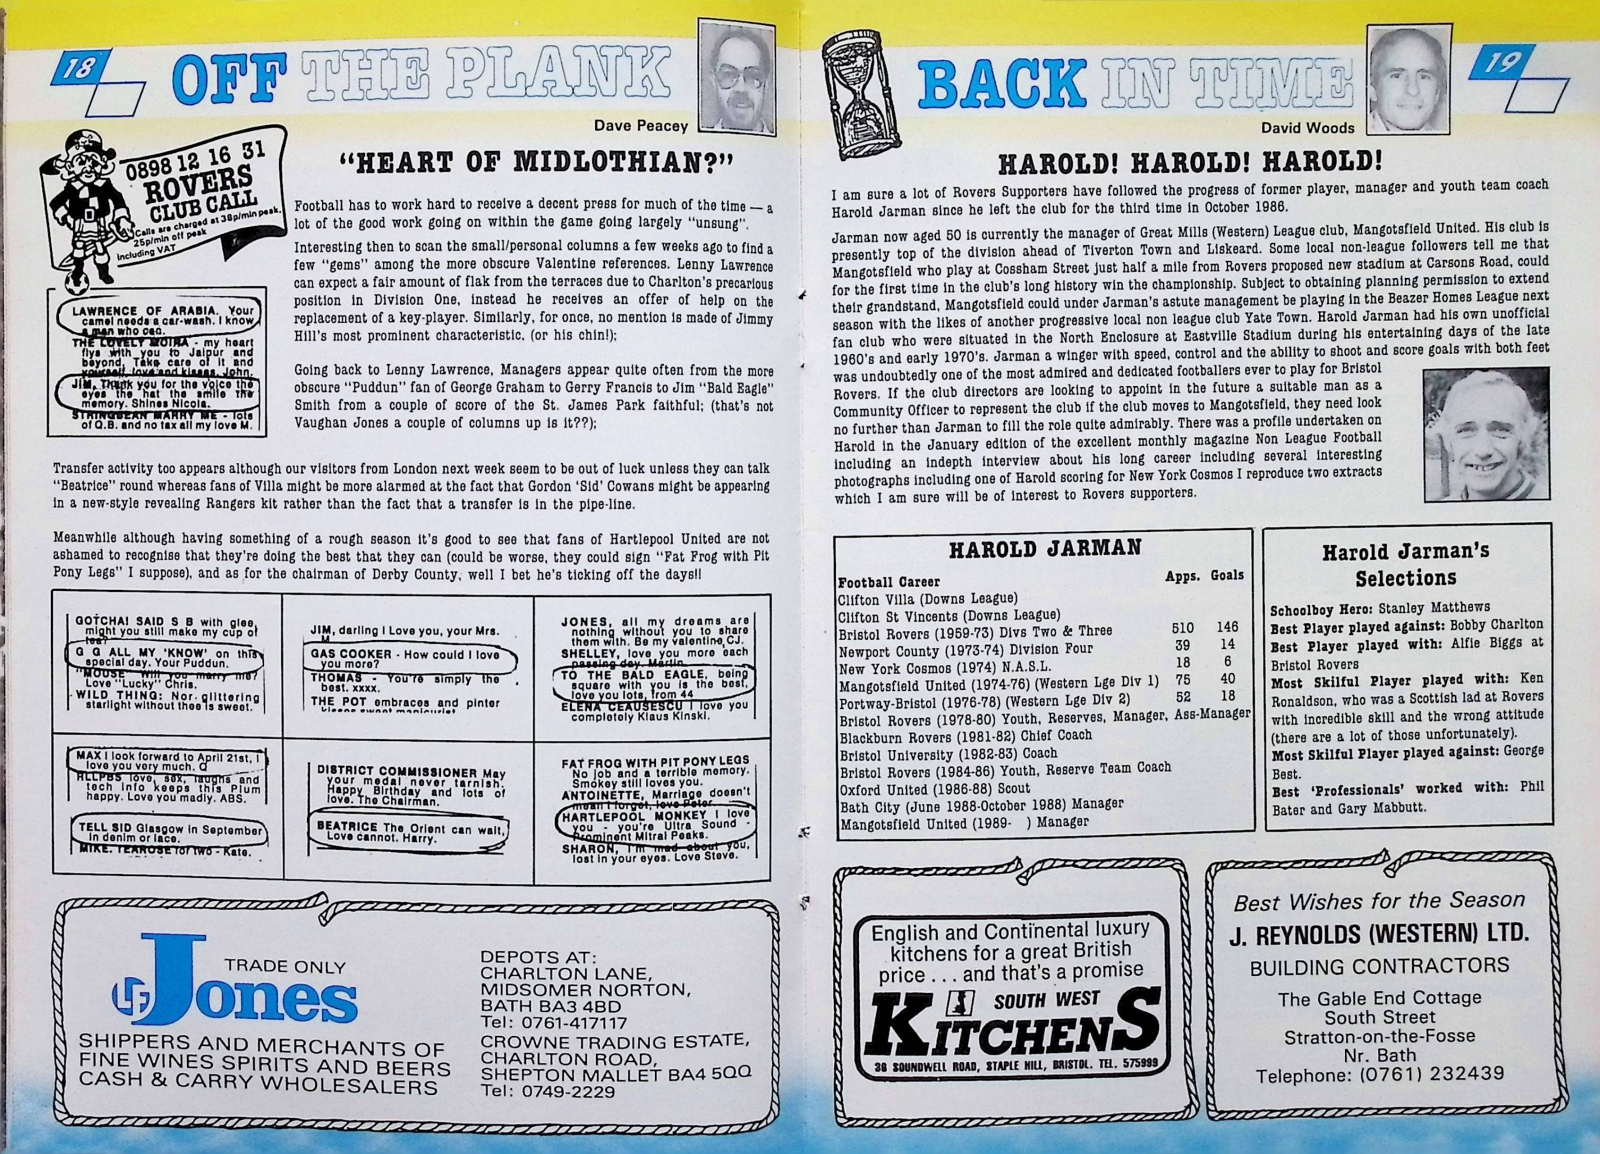 18
OFF THE PLANK
Dave Peacey
0898 12 16 31
ROVERS
CLUB CALL
Calls are charged at 38p/min peak,
25p/min off peak
Including VAT
"HEART OF MIDLOTHIAN?"
Football has to work hard to receive a decent press for much of the time — a
lot of the good work going on within the game going largely "unsung".
Interesting then to scan the small/personal columns a few weeks ago to find a
few "gems" among the more obscure Valentine references. Lenny Lawrence
can expect a fair amount of flak from the terraces due to Charlton's precarious
position in Division One, instead he receives an offer of help on the
replacement of a key-player. Similarly, for once, no mention is made of Jimmy
Hill's most prominent characteristic, (or his chin!);
LAWRENCE OF ARABIA. Your
camel needs a car-wash. I know
a man who can.
THE LOVELY MOIRA - my heart
flys with you to Jaipur and
beyond. Take care of it and
yourself, love and kisses, John.
JIM, Thank you for the voice the
eyes the hat the smile the
memory. Shines Nicola.
STRINGBEAN MARRY ME - lots
of Q.B. and no tax all my love M.
Going back to Lenny Lawrence, Managers appear quite often from the more
obscure "Puddun" fan of George Graham to Gerry Francis to Jim "Bald Eagle"
Smith from a couple of score of the St. James Park faithful; (that's not
Vaughan Jones a couple of columns up is it??);
Transfer activity too appears although our visitors from London next week seem to be out of luck unless they can talk
"Beatrice" round whereas fans of Villa might be more alarmed at the fact that Gordon 'Sid' Cowans might be appearing
in a new-style revealing Rangers kit rather than the fact that a transfer is in the pipe-line.
Meanwhile although having something of a rough season it's good to see that fans of Hartlepool United are not
ashamed to recognise that they're doing the best that they can (could be worse, they could sign "Fat Frog with Pit
Pony Legs" I suppose), and as for the chairman of Derby County, well I bet he's ticking off the days!!
GOTCHA! SAID S B with glee,
might you still make my cup of
tea?
G G ALL MY 'KNOW' on this
special day. Your Puddun.
"MOUSE" Will you marry me?
Love "Lucky" Chris.
WILD THING: Nor glittering
starlight without thee is sweet.
JIM, darling I Love you, your Mrs.
M.
GAS COOKER - How could I love
you more?
THOMAS - You're simply the
best. xxxx.
THE POT embraces and pinter
JONES, all my dreams are
nothing without you to share
them with. Be my valentine, CJ.
SHELLEY, love you more each
passing day. Martin.
TO THE BALD EAGLE, being
square with you is the best,
love you lots, from 44
ELENA CEAUSESCU I love you
completely Klaus Kinski.
MAX I look forward to April 21st, I
love you very much. Q
HLLPBS love, sex, laughs and
tech info keeps this Plum
happy. Love you madly. ABS.
TELL SID Glasgow in September
in denim or lace.
MIKE. TEAROSE for two - Kate.
DISTRICT COMMISSIONER May
your medal never tarnish.
Happy Birthday and lots of
love. The Chairman.
BEATRICE The Orient can wait,
Love cannot. Harry.
FAT FROG WITH PIT PONY LEGS
No job and a terrible memory.
Smokey still loves you.
ANTOINETTE, Marriage doesn't
mean I forget, love Peter.
HARTLEPOOL MONKEY I love
you - you're Ultra Sound -
Prominent Mitral Peaks.
SHARON, I'm mad about you,
lost in your eyes. Love Steve.
TRADE ONLY
LFF Jones
SHIPPERS AND MERCHANTS OF
FINE WINES SPIRITS AND BEERS
CASH & CARRY WHOLESALERS
DEPOTS AT:
CHARLTON LANE,
MIDSOMER NORTON,
BATH BA3 4BD
Tel: 0761-417117
CROWNE TRADING ESTATE,
CHARLTON ROAD,
SHEPTON MALLET BA4 5QQ
Tel: 0749-2229
BACK IN TIME
19
David Woods
HAROLD! HAROLD! HAROLD!
I am sure a lot of Rovers Supporters have followed the progress of former player, manager and youth team coach
Harold Jarman since he left the club for the third time in October 1986.
Jarman now aged 50 is currently the manager of Great Mills (Western) League club, Mangotsfield United. His club is
presently top of the division ahead of Tiverton Town and Liskeard. Some local non-league followers tell me that
Mangotsfield who play at Cossham Street just half a mile from Rovers proposed new stadium at Carsons Road, could
for the first time in the club's long history win the championship. Subject to obtaining planning permission to extend
their grandstand, Mangotsfield could under Jarman's astute management be playing in the Beazer Homes League next
season with the likes of another progressive local non league club Yate Town. Harold Jarman had his own unofficial
fan club who were situated in the North Enclosure at Eastville Stadium during his entertaining days of the late
1960's and early 1970's. Jarman a winger with speed, control and the ability to shoot and score goals with both feet
was undoubtedly one of the most admired and dedicated footballers ever to play for Bristol
Rovers. If the club directors are looking to appoint in the future a suitable man as a
Community Officer to represent the club if the club moves to Mangotsfield, they need look
no further than Jarman to fill the role quite admirably. There was a profile undertaken on
Harold in the January edition of the excellent monthly magazine Non League Football
including an indepth interview about his long career including several interesting
photographs including one of Harold scoring for New York Cosmos I reproduce two extracts
which I am sure will be of interest to Rovers supporters.
HAROLD JARMAN
Football Career Apps. Goals
Clifton Villa (Downs League)
Clifton St Vincents (Downs League)
Bristol Rovers (1959-73) Divs Two & Three 510 146
Newport County (1973-74) Division Four 39 14
New York Cosmos (1974) N.A.S.L. 18 6
Mangotsfield United (1974-76) (Western Lge Div 1) 75 40
Portway-Bristol (1976-78) (Western Lge Div 2) 52 18
Bristol Rovers (1978-80) Youth, Reserves, Manager, Ass-Manager
Blackburn Rovers (1981-82) Chief Coach
Bristol University (1982-83) Coach
Bristol Rovers (1984-86) Youth, Reserve Team Coach
Oxford United (1986-88) Scout
Bath City (June 1988-October 1988) Manager
Mangotsfield United (1989- ) Manager
Harold Jarman's
Selections
Schoolboy Hero: Stanley Matthews
Best Player played against: Bobby Charlton
Best Player played with: Alfie Biggs at
Bristol Rovers
Most Skilful Player played with: Ken
Ronaldson, who was a Scottish lad at Rovers
with incredible skill and the wrong attitude
(there are a lot of those unfortunately).
Most Skilful Player played against: George
Best.
Best 'Professionals' worked with: Phil
Bater and Gary Mabbutt.
English and Continental luxury
kitchens for a great British
price . . . and that's a promise
SOUTH WEST
KITCHENS
38 SOUNDWELL ROAD, STAPLE HILL, BRISTOL. TEL. 575999
Best Wishes for the Season
J. REYNOLDS (WESTERN) LTD.
BUILDING CONTRACTORS
The Gable End Cottage
South Street
Stratton-on-the-Fosse
Nr. Bath
Telephone: (0761) 232439